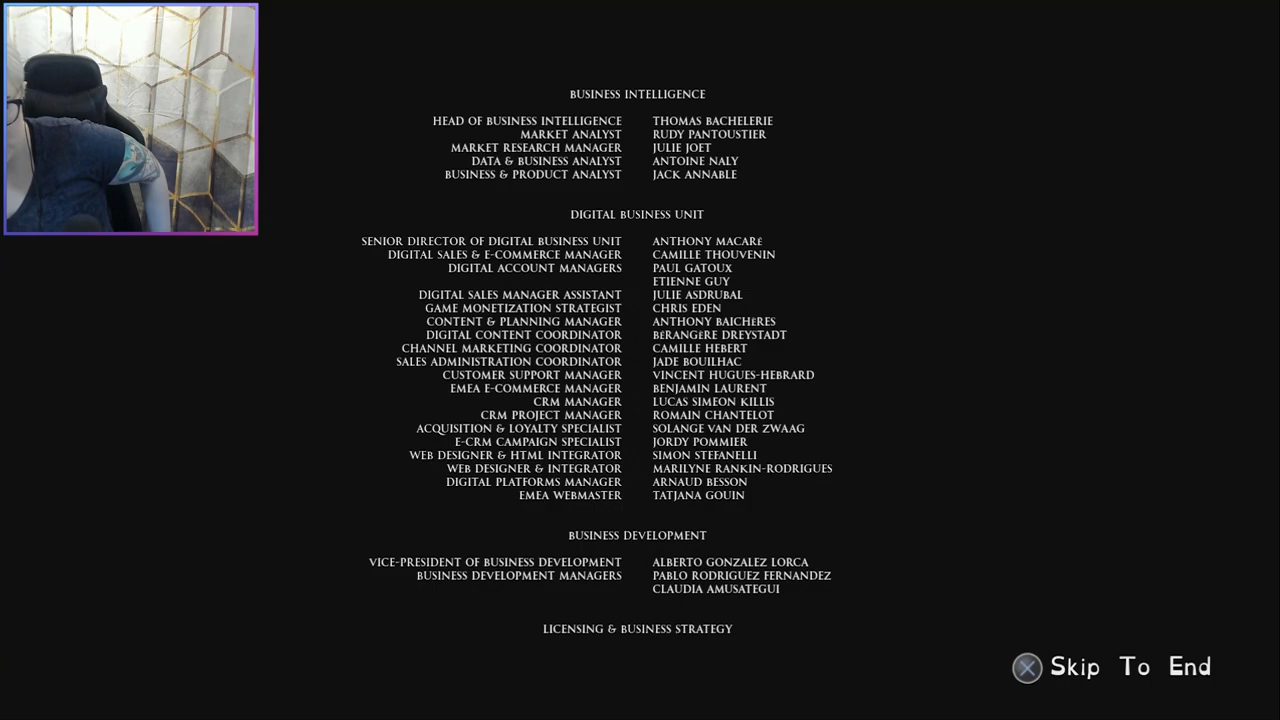 BUSINESS INTELLIGENCE
HEAD OF BUSINESS INTELLIGENCE THOMAS BACHELERIE
MARKET ANALYST RUDY PANTOUSTIER
MARKET RESEARCH MANAGER JULIE JOET
DATA & BUSINESS ANALYST ANTOINE NALY
BUSINESS & PRODUCT ANALYST JACK ANNABLE
DIGITAL BUSINESS UNIT
SENIOR DIRECTOR OF DIGITAL BUSINESS UNIT ANTHONY MACARÉ
DIGITAL SALES & E-COMMERCE MANAGER CAMILLE THOUVENIN
DIGITAL ACCOUNT MANAGERS PAUL GATOUX
ETIENNE GUY
DIGITAL SALES MANAGER ASSISTANT JULIE ASDRUBAL
GAME MONETIZATION STRATEGIST CHRIS EDEN
CONTENT & PLANNING MANAGER ANTHONY BAICHÈRES
DIGITAL CONTENT COORDINATOR BÉRANGÈRE DREYSTADT
CHANNEL MARKETING COORDINATOR CAMILLE HEBERT
SALES ADMINISTRATION COORDINATOR JADE BOUILHAC
CUSTOMER SUPPORT MANAGER VINCENT HUGUES-HEBRARD
EMEA E-COMMERCE MANAGER BENJAMIN LAURENT
CRM MANAGER LUCAS SIMEON KILLIS
CRM PROJECT MANAGER ROMAIN CHANTELOT
ACQUISITION & LOYALTY SPECIALIST SOLANGE VAN DER ZWAAG
E-CRM CAMPAIGN SPECIALIST JORDY POMMIER
WEB DESIGNER & HTML INTEGRATOR SIMON STEFANELLI
WEB DESIGNER & INTEGRATOR MARILYNE RANKIN-RODRIGUES
DIGITAL PLATFORMS MANAGER ARNAUD BESSON
EMEA WEBMASTER TATJANA GOUIN
BUSINESS DEVELOPMENT
VICE-PRESIDENT OF BUSINESS DEVELOPMENT ALBERTO GONZALEZ LORCA
BUSINESS DEVELOPMENT MANAGERS PABLO RODRIGUEZ FERNANDEZ
CLAUDIA AMUSATEGUI
LICENSING & BUSINESS STRATEGY
Skip To End